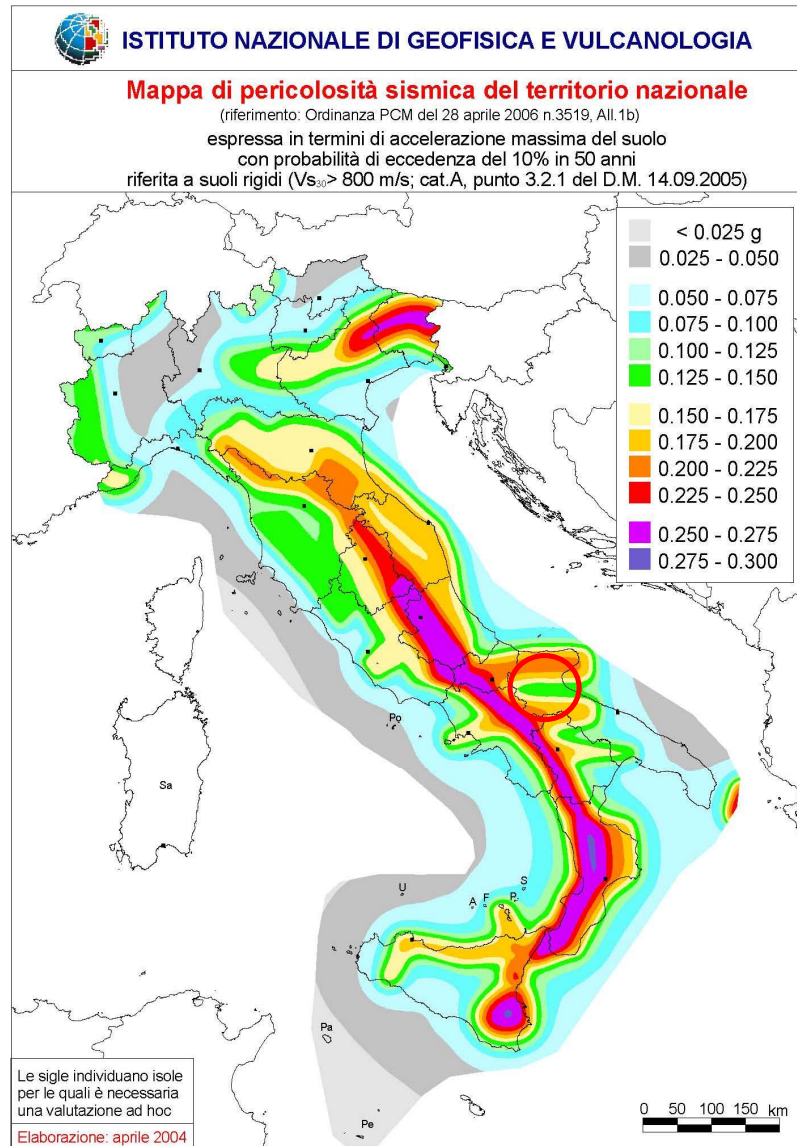 ISTITUTO NAZIONALE DI GEOFISICA E VULCANOLOGIA
Mappa di pericolosità sismica del territorio nazionale
(riferimento: Ordinanza PCM del 28 aprile 2006 n.3519, All.1b)
espressa in termini di accelerazione massima del suolo
con probabilità di eccedenza del 10% in 50 anni
riferita a suoli rigidi (Vs30> 800 m/s; cat.A, punto 3.2.1 del D.M. 14.09.2005)
< 0.025 g
0.025 - 0.050
0.050 - 0.075
0.075 - 0.100
0.100 - 0.125
0.125 - 0.150
0.150 - 0.175
0.175 - 0.200
0.200 - 0.225
0.225 - 0.250
0.250 - 0.275
0.275 - 0.300
Po
Sa
U
A
F
P
S
Pa
Pe
Le sigle individuano isole
per le quali è necessaria
una valutazione ad hoc
Elaborazione: aprile 2004
0 50 100 150 km